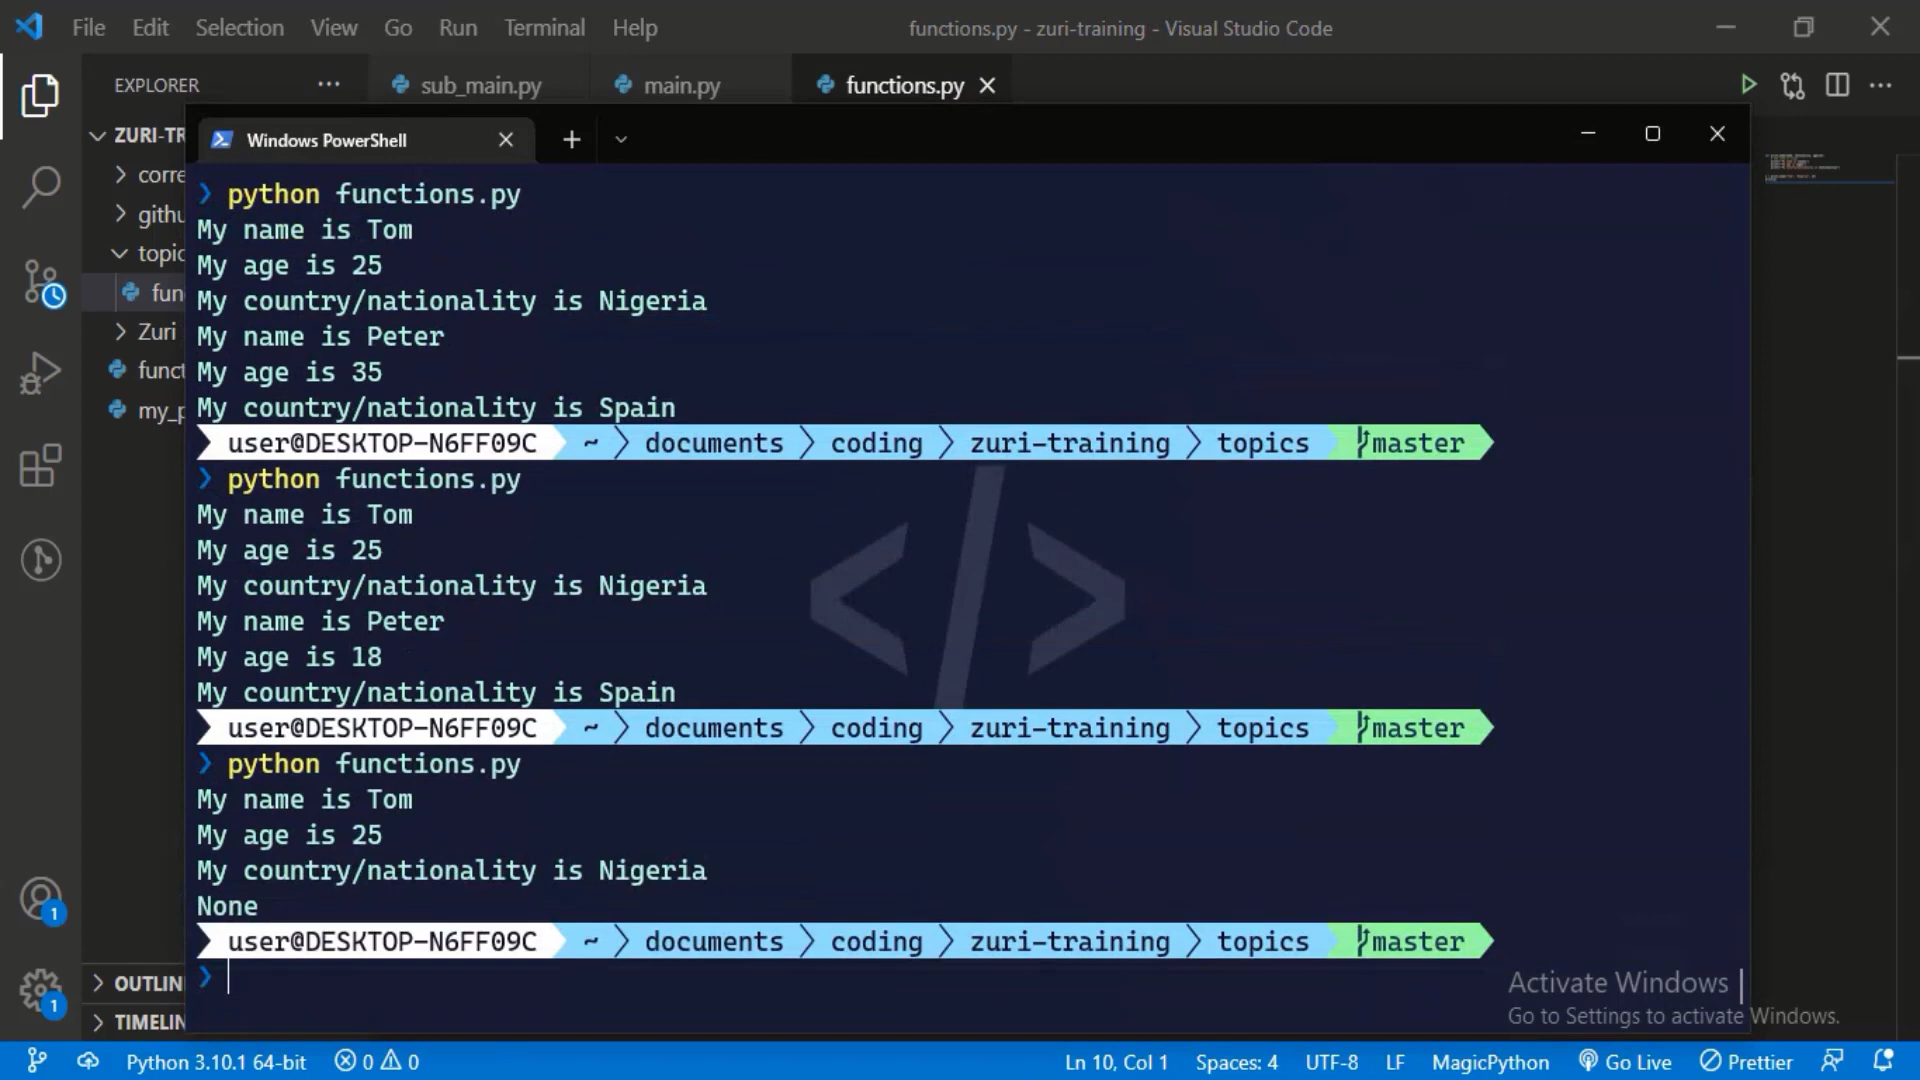 File Edit Selection View Go Run Terminal Help functions.py - zuri-training - Visual Studio Code
EXPLORER ··· sub_main.py main.py functions.py
ZURI-TR
Windows PowerShell
corre
githu
topic
func
Zuri
funct
my_p
❯ python functions.py
My name is Tom
My age is 25
My country/nationality is Nigeria
My name is Peter
My age is 35
My country/nationality is Spain
user@DESKTOP-N6FF09C ~ documents coding zuri-training topics master
❯ python functions.py
My name is Tom
My age is 25
My country/nationality is Nigeria
My name is Peter
My age is 18
My country/nationality is Spain
user@DESKTOP-N6FF09C ~ documents coding zuri-training topics master
❯ python functions.py
My name is Tom
My age is 25
My country/nationality is Nigeria
None
user@DESKTOP-N6FF09C ~ documents coding zuri-training topics master
❯
1
1
OUTLIN
TIMELIN
Activate Windows
Go to Settings to activate Windows.
Python 3.10.1 64-bit 0 0 Ln 10, Col 1 Spaces: 4 UTF-8 LF MagicPython Go Live Prettier